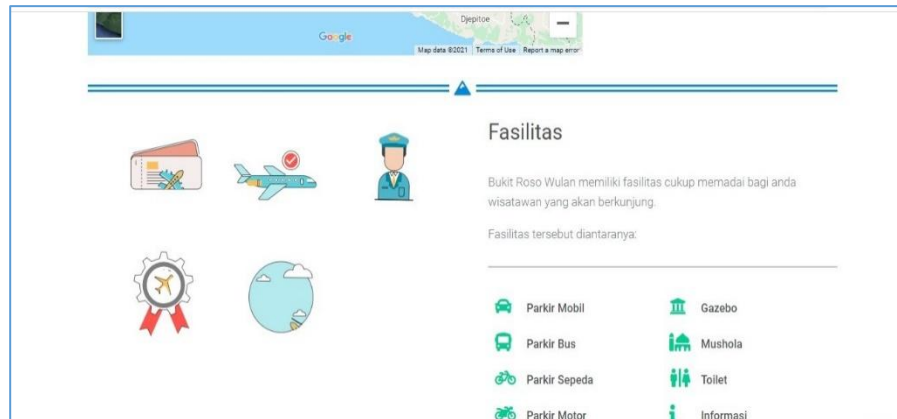 Djepitoe
Google
Map data ©2021 Terms of Use Report a map error
Fasilitas
Bukit Roso Wulan memiliki fasilitas cukup memadai bagi anda
wisatawan yang akan berkunjung.
Fasilitas tersebut diantaranya:
Parkir Mobil
Gazebo
Parkir Bus
Mushola
Parkir Sepeda
Toilet
Parkir Motor
Informasi